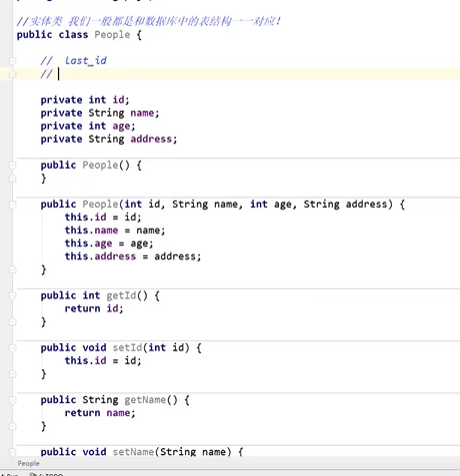 //实体类 我们一般都是和数据库中的表结构一一对应！
public class People {
// last_id
//
private int id;
private String name;
private int age;
private String address;
public People() {
}
public People(int id, String name, int age, String address) {
this.id = id;
this.name = name;
this.age = age;
this.address = address;
}
public int getId() {
return id;
}
public void setId(int id) {
this.id = id;
}
public String getName() {
return name;
}
public void setName(String name) {
People